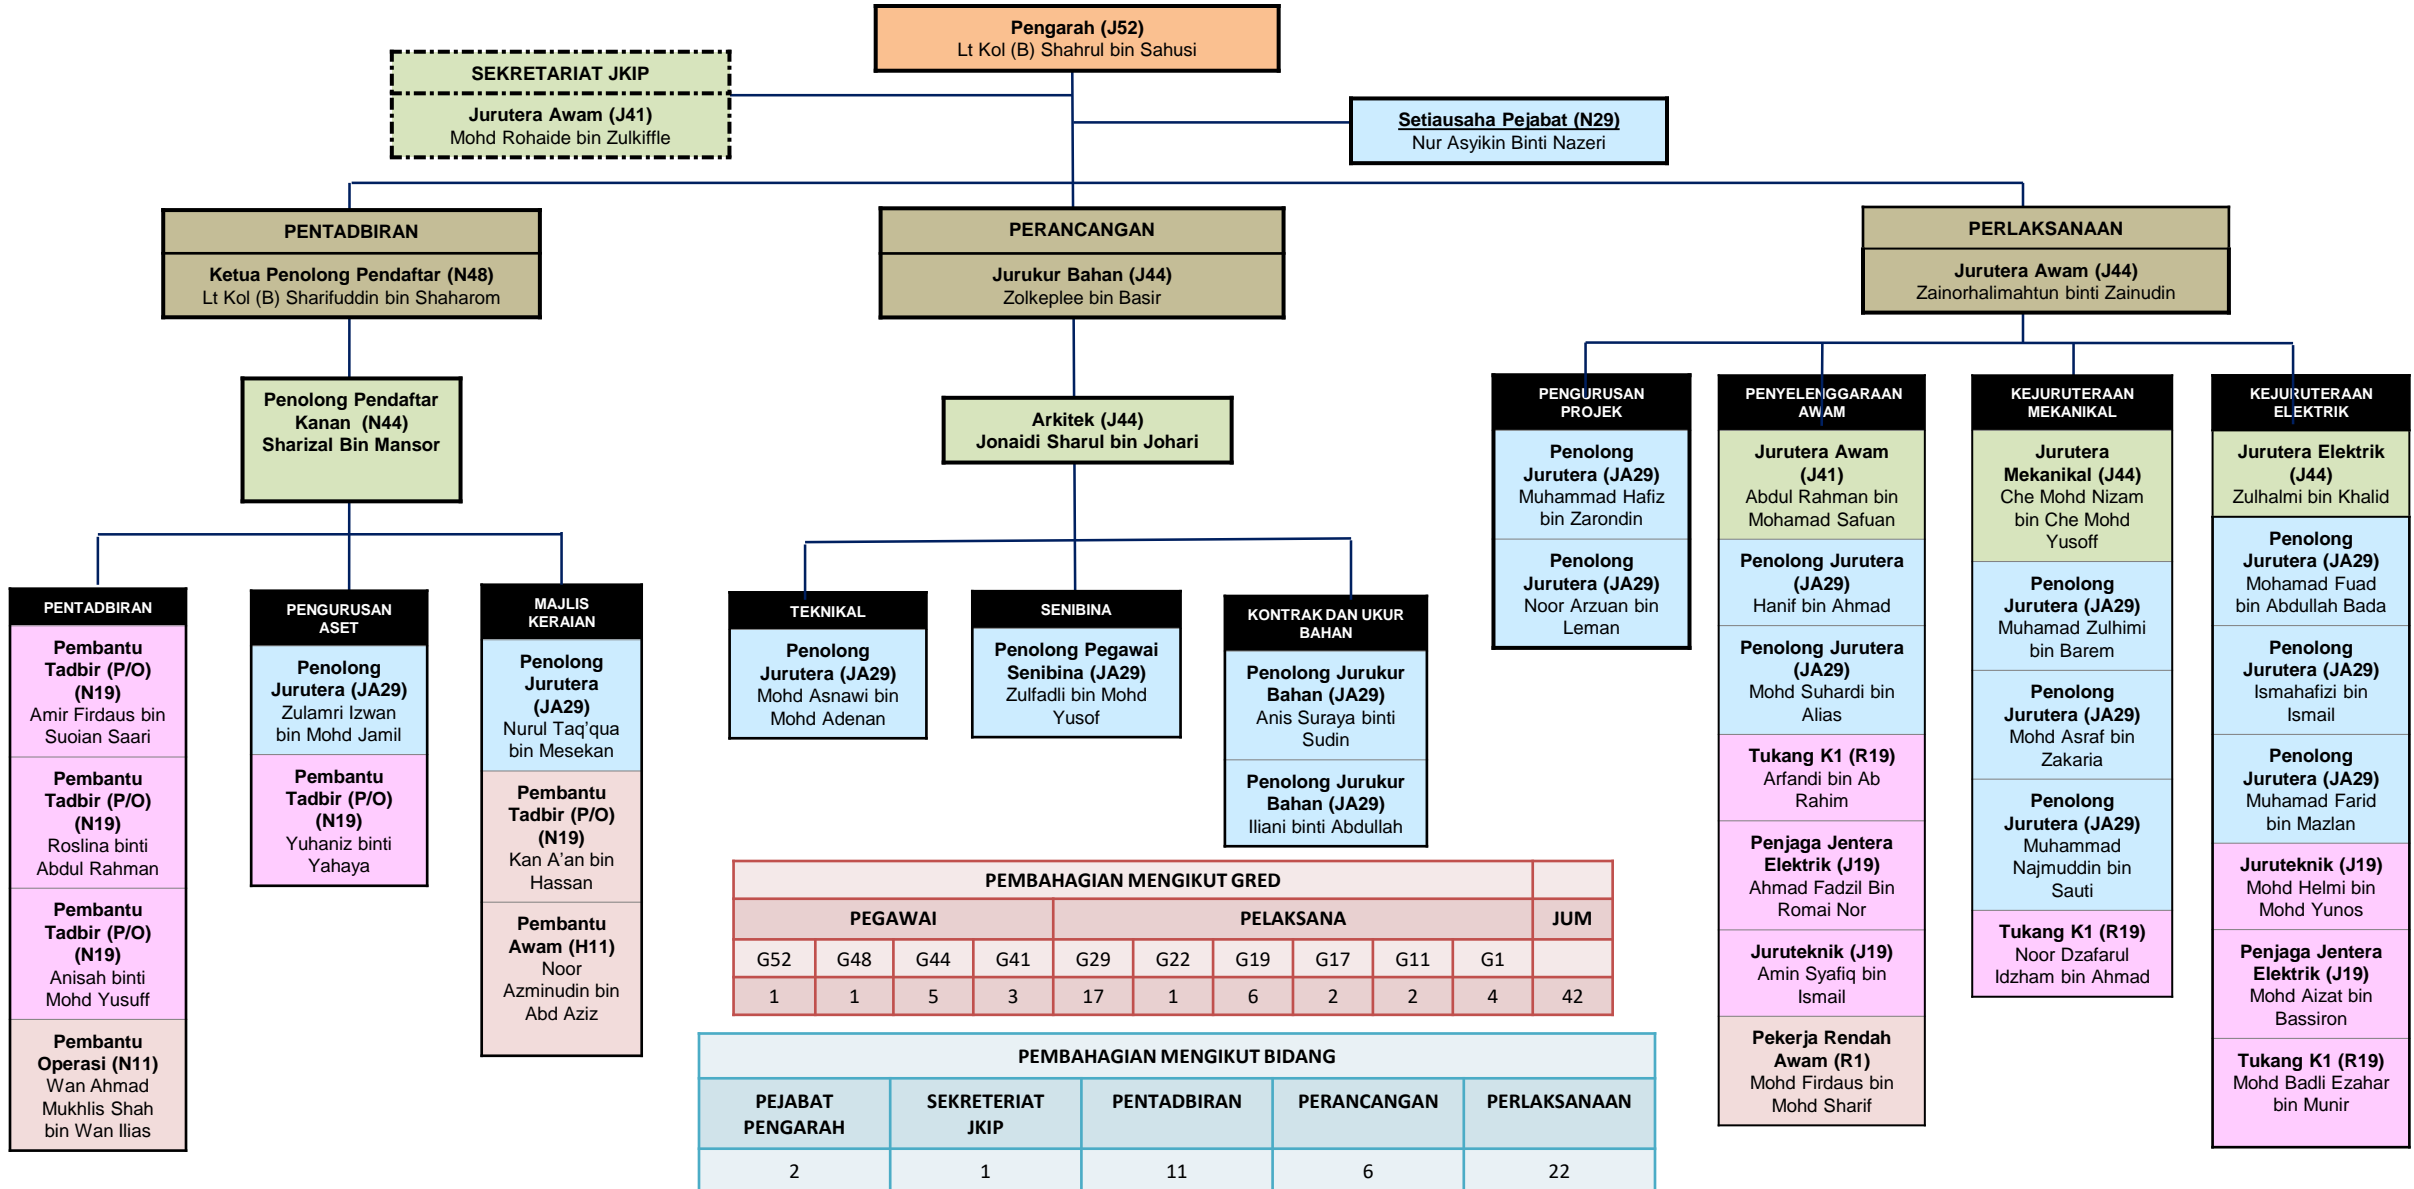 Pengarah (J52)
Lt Kol (B) Shahrul bin Sahusi
SEKRETARIAT JKIP
Jurutera Awam (J41)
Mohd Rohaide bin Zulkiffle
Setiausaha Pejabat (N29)
Nur Asyikin Binti Nazeri
PENTADBIRAN
Ketua Penolong Pendaftar (N48)
Lt Kol (B) Sharifuddin bin Shaharom
PERANCANGAN
Jurukur Bahan (J44)
Zolkeplee bin Basir
PERLAKSANAAN
Jurutera Awam (J44)
Zainorhalimahtun binti Zainudin
Penolong Pendaftar
Kanan (N44)
Sharizal Bin Mansor
Arkitek (J44)
Jonaidi Sharul bin Johari
PENTADBIRAN
Pembantu
Tadbir (P/O)
(N19)
Amir Firdaus bin
Suoian Saari
Pembantu
Tadbir (P/O)
(N19)
Roslina binti
Abdul Rahman
Pembantu
Tadbir (P/O)
(N19)
Anisah binti
Mohd Yusuff
Pembantu
Operasi (N11)
Wan Ahmad
Mukhlis Shah
bin Wan Ilias
PENGURUSAN
ASET
Penolong
Jurutera (JA29)
Zulamri Izwan
bin Mohd Jamil
Pembantu
Tadbir (P/O)
(N19)
Yuhaniz binti
Yahaya
MAJLIS
KERAIAN
Penolong
Jurutera
(JA29)
Nurul Taq'qua
bin Mesekan
Pembantu
Tadbir (P/O)
(N19)
Kan A'an bin
Hassan
Pembantu
Awam (H11)
Noor
Azminudin bin
Abd Aziz
TEKNIKAL
Penolong
Jurutera (JA29)
Mohd Asnawi bin
Mohd Adenan
SENIBINA
Penolong Pegawai
Senibina (JA29)
Zulfadli bin Mohd
Yusof
KONTRAK DAN UKUR
BAHAN
Penolong Jurukur
Bahan (JA29)
Anis Suraya binti
Sudin
Penolong Jurukur
Bahan (JA29)
Iliani binti Abdullah
PENGURUSAN
PROJEK
Penolong
Jurutera (JA29)
Muhammad Hafiz
bin Zarondin
Penolong
Jurutera (JA29)
Noor Arzuan bin
Leman
PENYELENGGARAAN
AWAM
Jurutera Awam
(J41)
Abdul Rahman bin
Mohamad Safuan
Penolong Jurutera
(JA29)
Hanif bin Ahmad
Penolong Jurutera
(JA29)
Mohd Suhardi bin
Alias
Tukang K1 (R19)
Arfandi bin Ab
Rahim
Penjaga Jentera
Elektrik (J19)
Ahmad Fadzil Bin
Romai Nor
Juruteknik (J19)
Amin Syafiq bin
Ismail
Pekerja Rendah
Awam (R1)
Mohd Firdaus bin
Mohd Sharif
KEJURUTERAAN
MEKANIKAL
Jurutera
Mekanikal (J44)
Che Mohd Nizam
bin Che Mohd
Yusoff
Penolong
Jurutera (JA29)
Muhamad Zulhimi
bin Barem
Penolong
Jurutera (JA29)
Mohd Asraf bin
Zakaria
Penolong
Jurutera (JA29)
Muhammad
Najmuddin bin
Sauti
Tukang K1 (R19)
Noor Dzafarul
Idzham bin Ahmad
KEJURUTERAAN
ELEKTRIK
Jurutera Elektrik
(J44)
Zulhalmi bin Khalid
Penolong
Jurutera (JA29)
Mohamad Fuad
bin Abdullah Bada
Penolong
Jurutera (JA29)
Ismahafizi bin
Ismail
Penolong
Jurutera (JA29)
Muhamad Farid
bin Mazlan
Juruteknik (J19)
Mohd Helmi bin
Mohd Yunos
Penjaga Jentera
Elektrik (J19)
Mohd Aizat bin
Bassiron
Tukang K1 (R19)
Mohd Badli Ezahar
bin Munir
PEMBAHAGIAN MENGIKUT GRED
PEGAWAI PELAKSANA JUM
G52 G48 G44 G41 G29 G22 G19 G17 G11 G1
1 1 5 3 17 1 6 2 2 4 42
PEMBAHAGIAN MENGIKUT BIDANG
PEJABAT PENGARAH SEKRETERIAT JKIP PENTADBIRAN PERANCANGAN PERLAKSANAAN
2 1 11 6 22